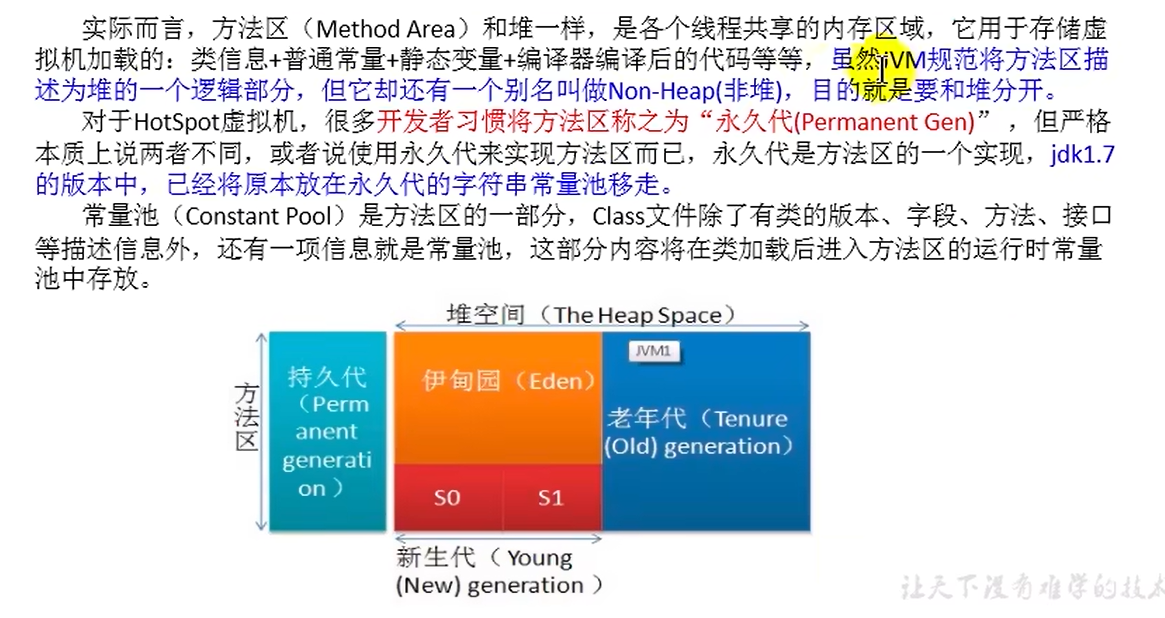 实际而言，方法区（Method Area）和堆一样，是各个线程共享的内存区域，它用于存储虚
拟机加载的：类信息+普通常量+静态变量+编译器编译后的代码等等，虽然JVM规范将方法区描
述为堆的一个逻辑部分，但它却还有一个别名叫做Non-Heap(非堆)，目的就是要和堆分开。
对于HotSpot虚拟机，很多开发者习惯将方法区称之为“永久代(Permanent Gen)”，但严格
本质上说两者不同，或者说使用永久代来实现方法区而已，永久代是方法区的一个实现，jdk1.7
的版本中，已经将原本放在永久代的字符串常量池移走。
常量池（Constant Pool）是方法区的一部分，Class文件除了有类的版本、字段、方法、接口
等描述信息外，还有一项信息就是常量池，这部分内容将在类加载后进入方法区的运行时常量
池中存放。
堆空间（The Heap Space）
方法区
持久代
（Perm
anent
generati
on ）
伊甸园（Eden）
S0
S1
JVM1
老年代（Tenure
(Old) generation）
新生代（ Young
(New) generation ）
让天下没有难学的技术